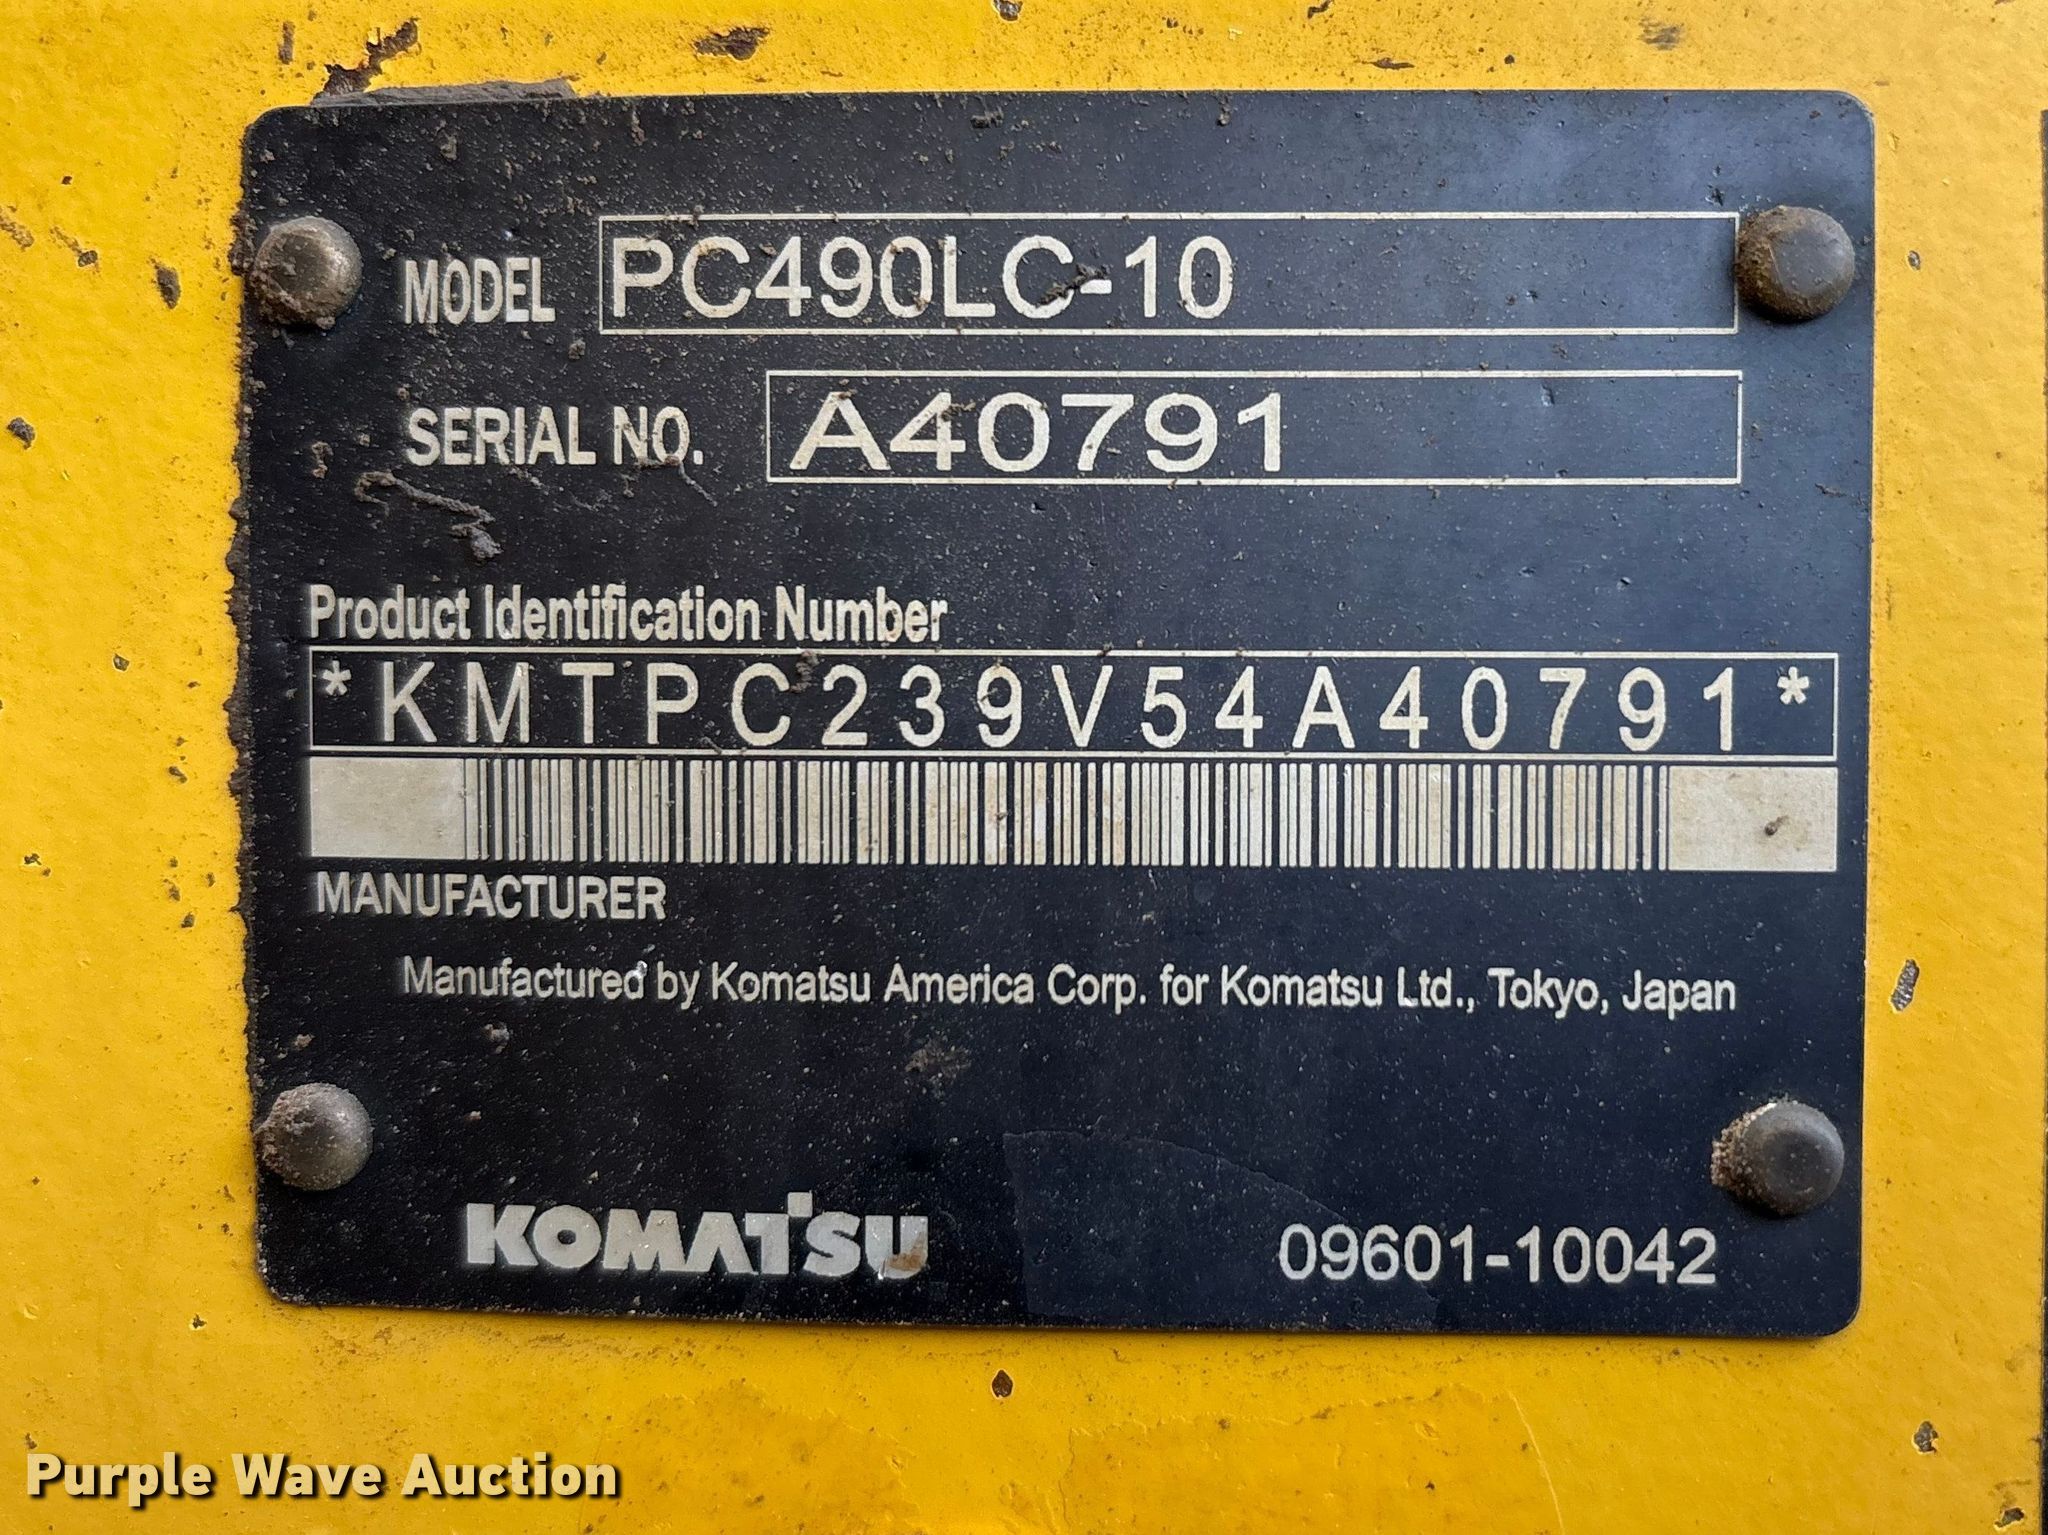 MODEL PC490LC-10
SERIAL NO. A40791
Product Identification Number
*KMTPC239V54A40791*
MANUFACTURER
Manufactured by Komatsu America Corp. for Komatsu Ltd., Tokyo, Japan
KOMATSU 09601-10042
Purple Wave Auction